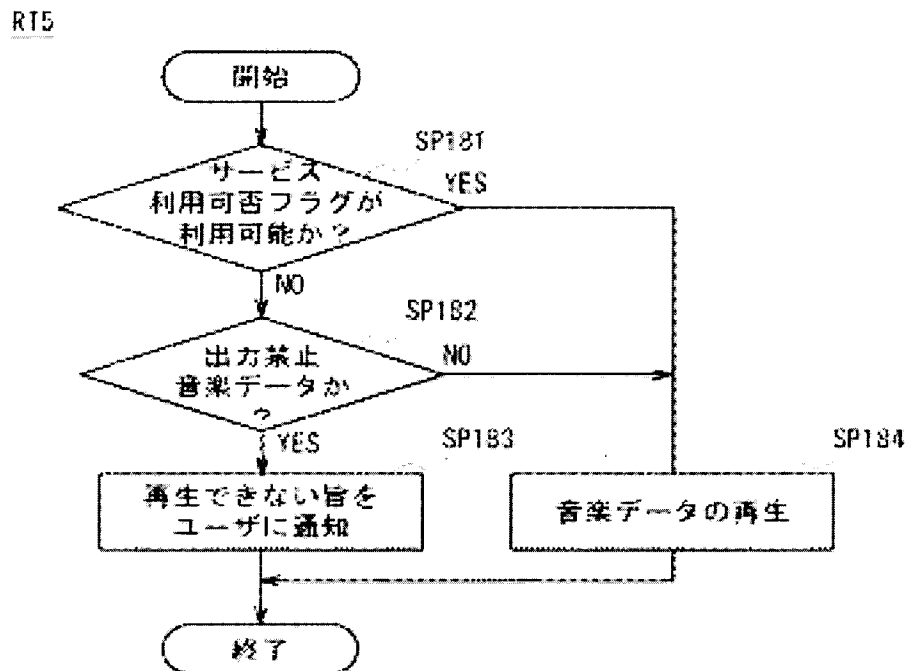 RT5
開始
SP181
サービス
利用可否フラグが
利用可能か?
YES
NO
SP182
出力禁止
音楽データか
?
NO
YES
SP183
再生できない旨を
ユーザに通知
SP184
音楽データの再生
終了